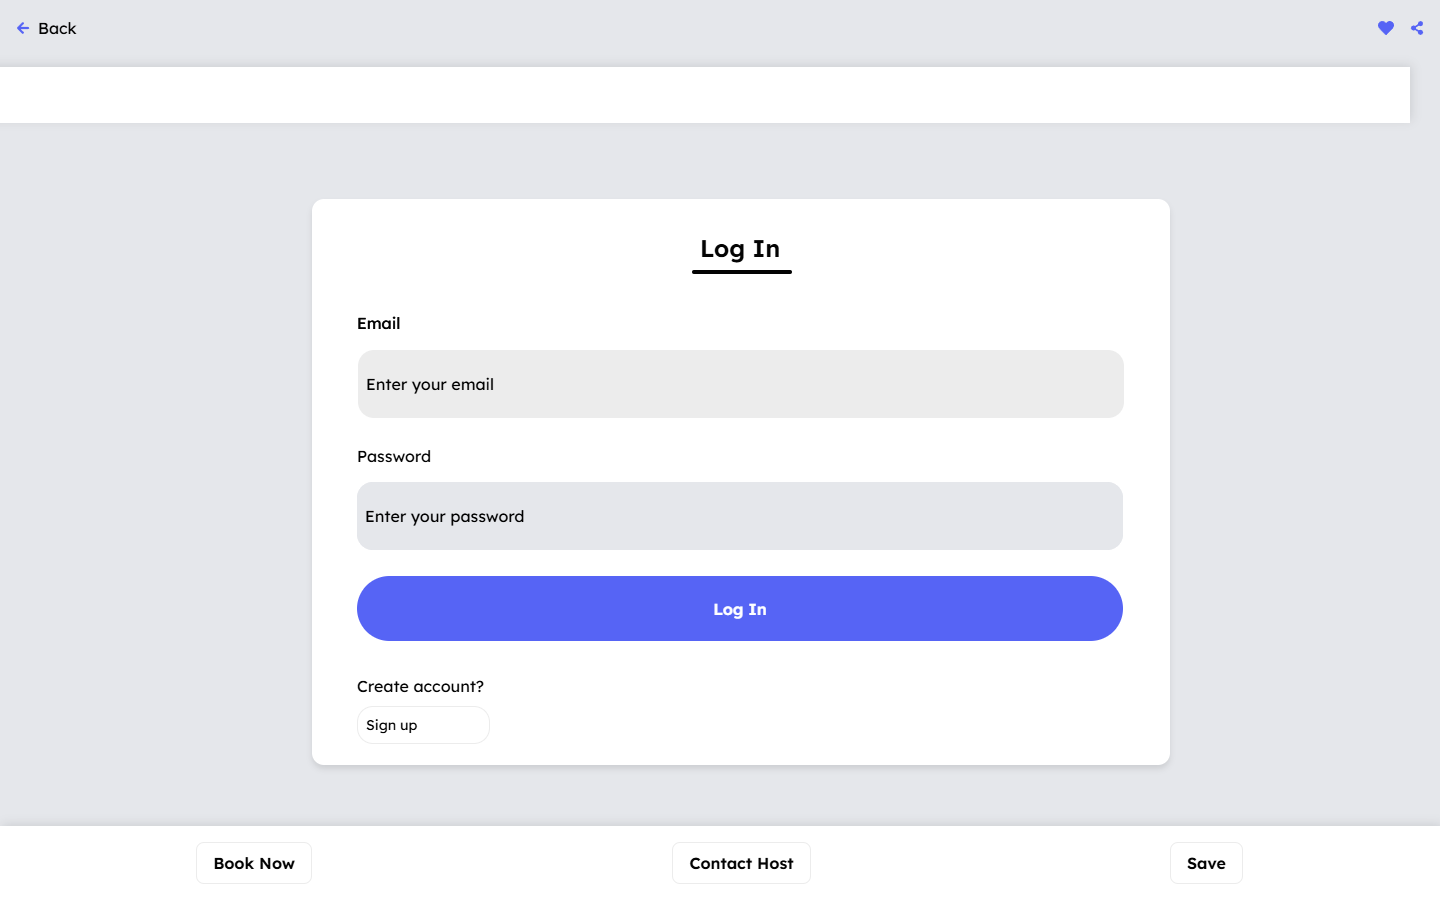 Back
Log In
Email
Enter your email
Password
Enter your password
Log In
Create account?
Sign up
Book Now
Contact Host
Save